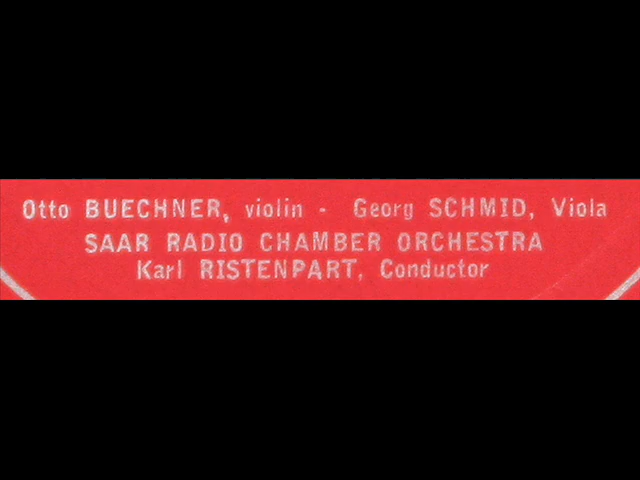 Otto BUECHNER, violin - Georg SCHMID, Viola
SAAR RADIO CHAMBER ORCHESTRA
Karl RISTENPART, Conductor